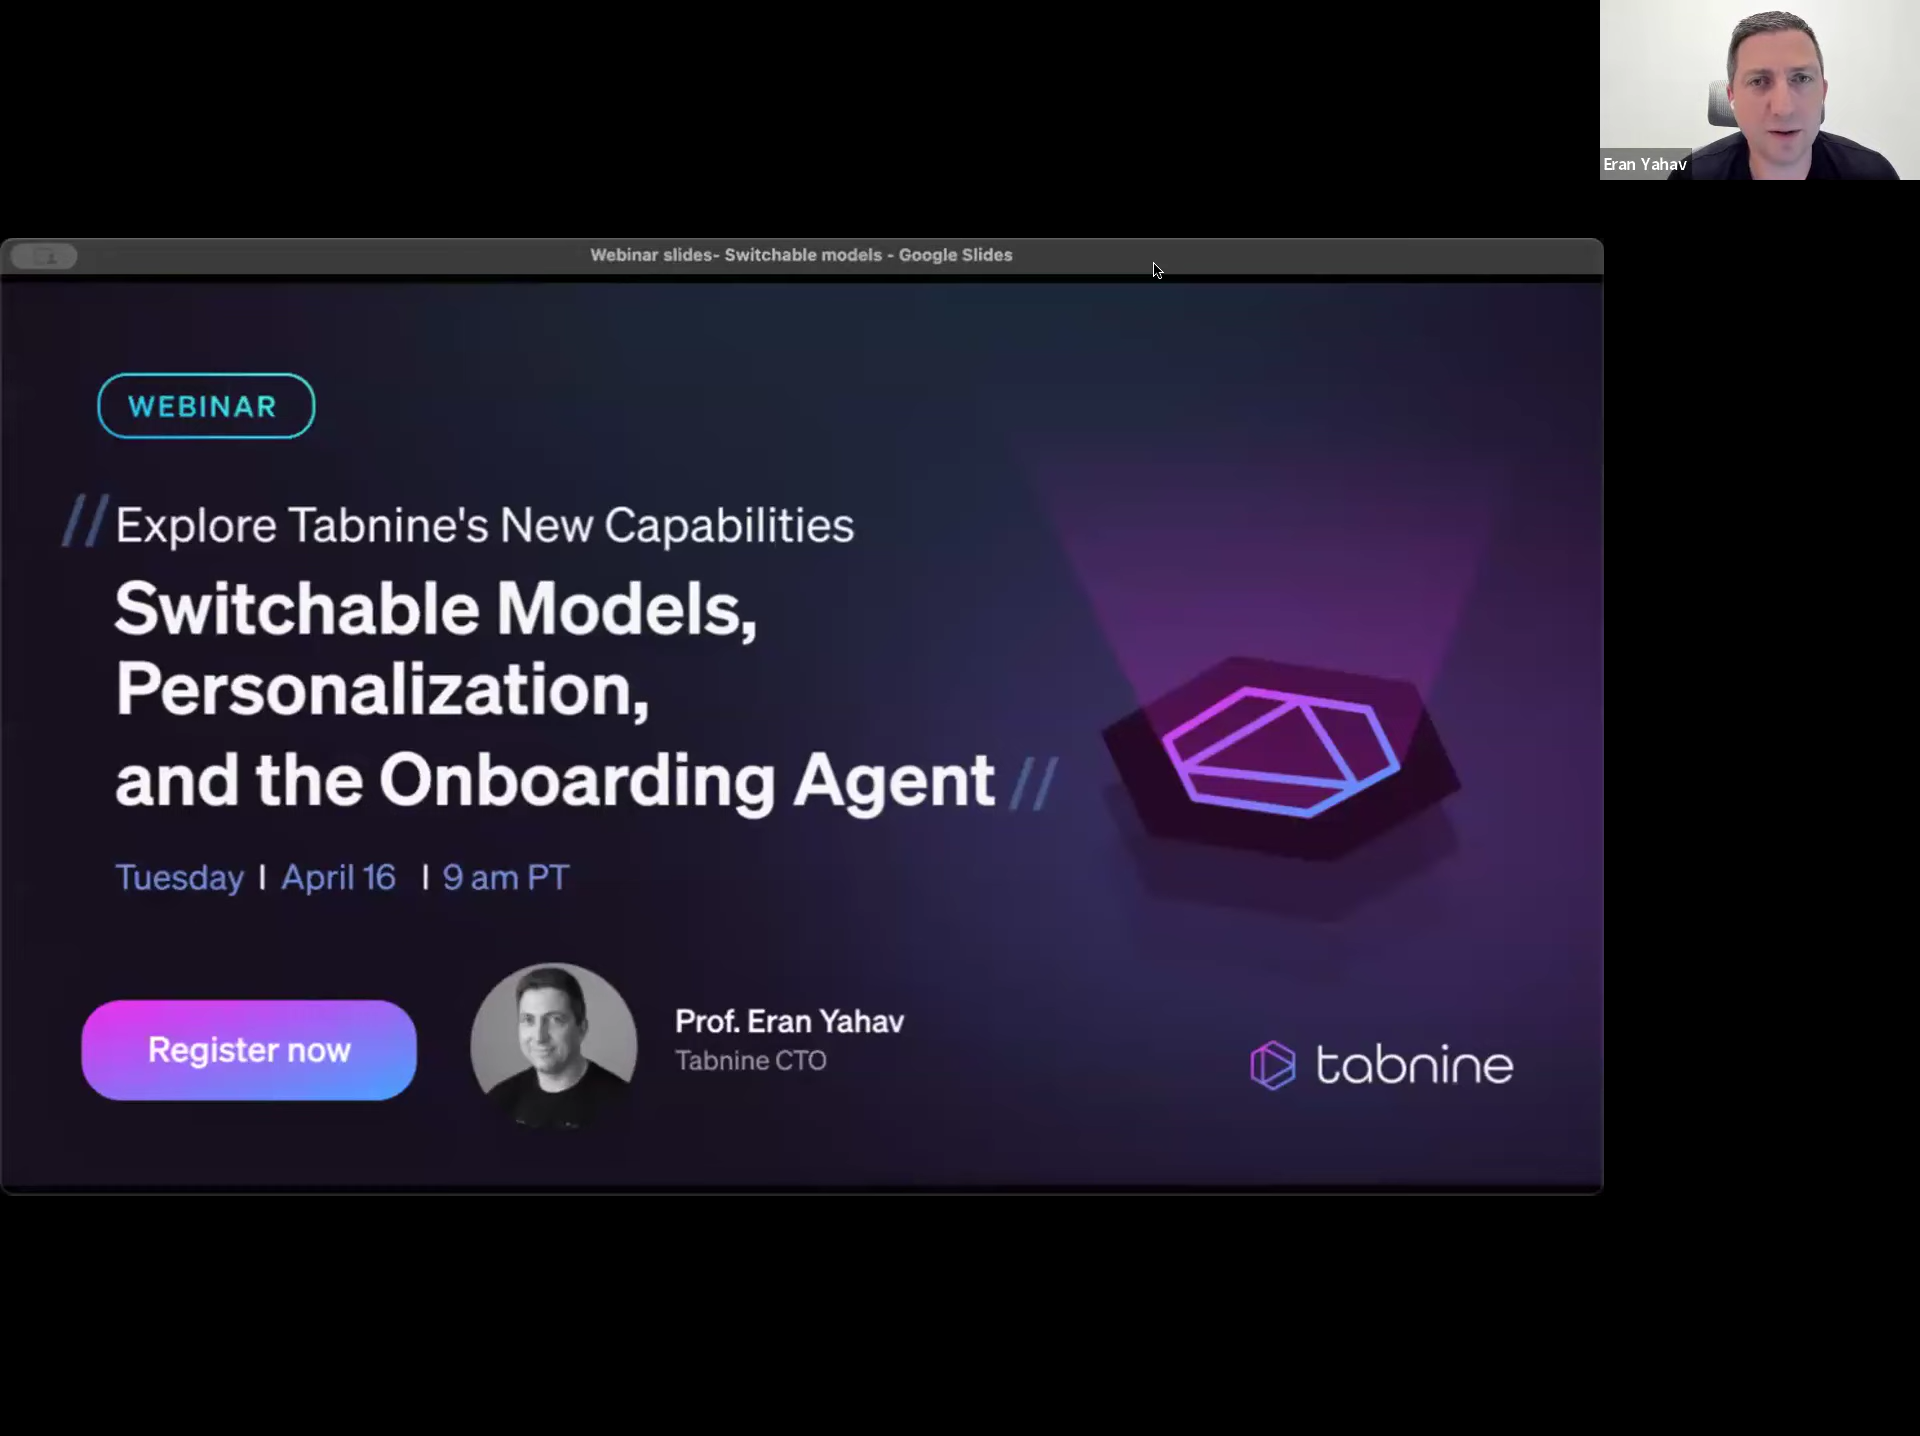 Eran Yahav
Webinar slides- Switchable models - Google Slides
WEBINAR
// Explore Tabnine's New Capabilities
Switchable Models,
Personalization,
and the Onboarding Agent //
Tuesday | April 16 | 9 am PT
Register now
Prof. Eran Yahav
Tabnine CTO
tabnine